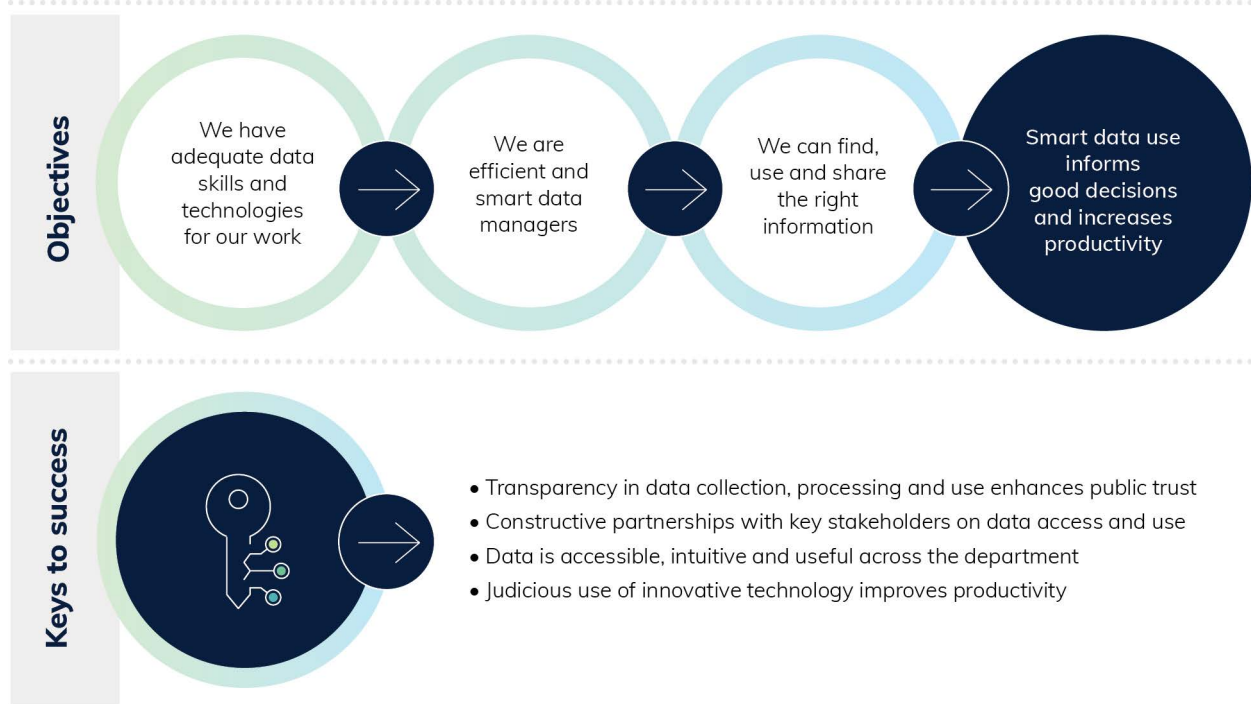 Objectives
We have
adequate data
skills and
technologies
for our work
We are
efficient and
smart data
managers
We can find,
use and share
the right
information
Smart data use
informs
good decisions
and increases
productivity
Keys to success
• Transparency in data collection, processing and use enhances public trust
• Constructive partnerships with key stakeholders on data access and use
• Data is accessible, intuitive and useful across the department
• Judicious use of innovative technology improves productivity